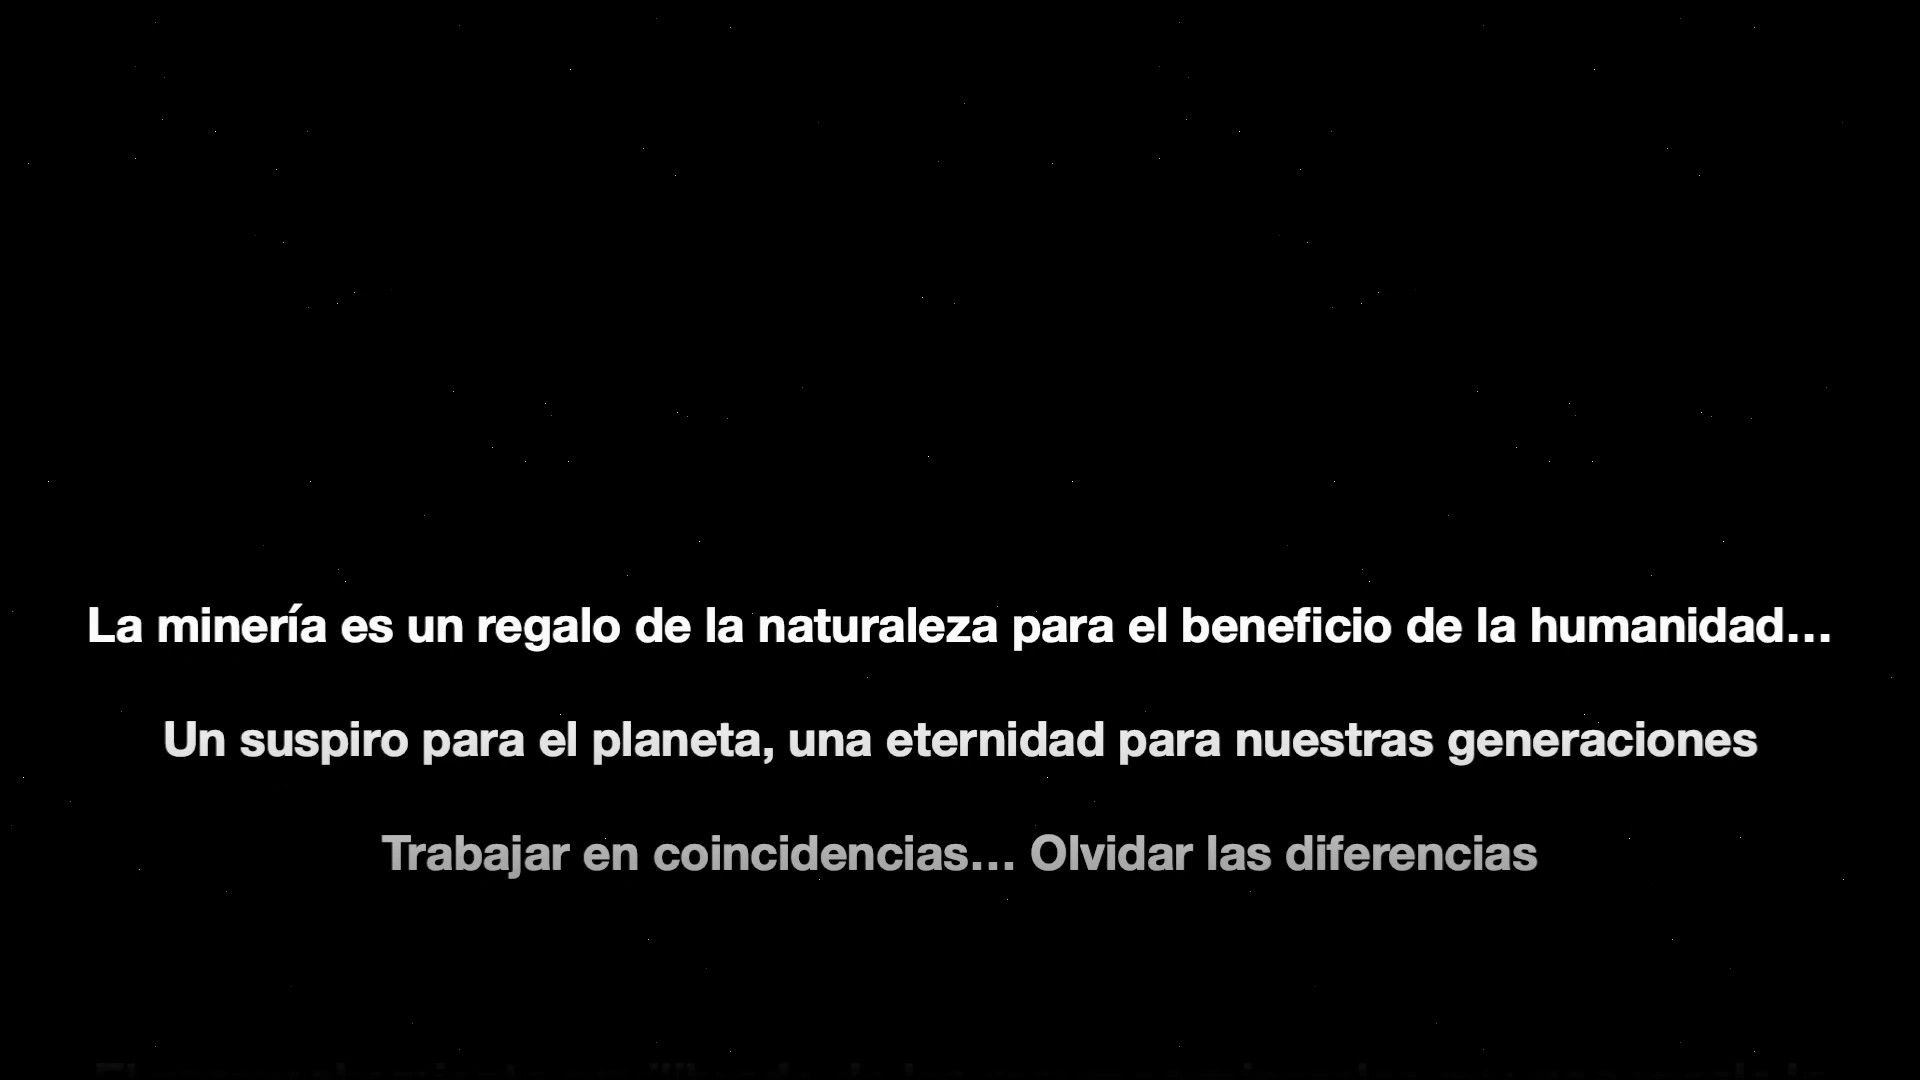 La minería es un regalo de la naturaleza para el beneficio de la humanidad...
Un suspiro para el planeta, una eternidad para nuestras generaciones
Trabajar en coincidencias... Olvidar las diferencias